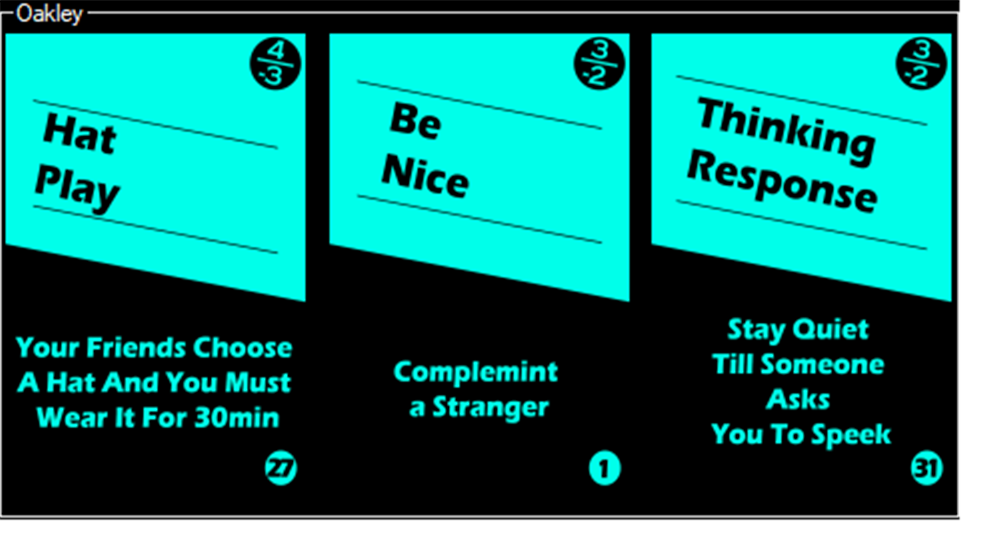 Oakley
4
-3
Hat
Play
Your Friends Choose
A Hat And You Must
Wear It For 30min
27
3
-2
Be
Nice
Complemint
a Stranger
1
3
-2
Thinking
Response
Stay Quiet
Till Someone
Asks
You To Speek
31